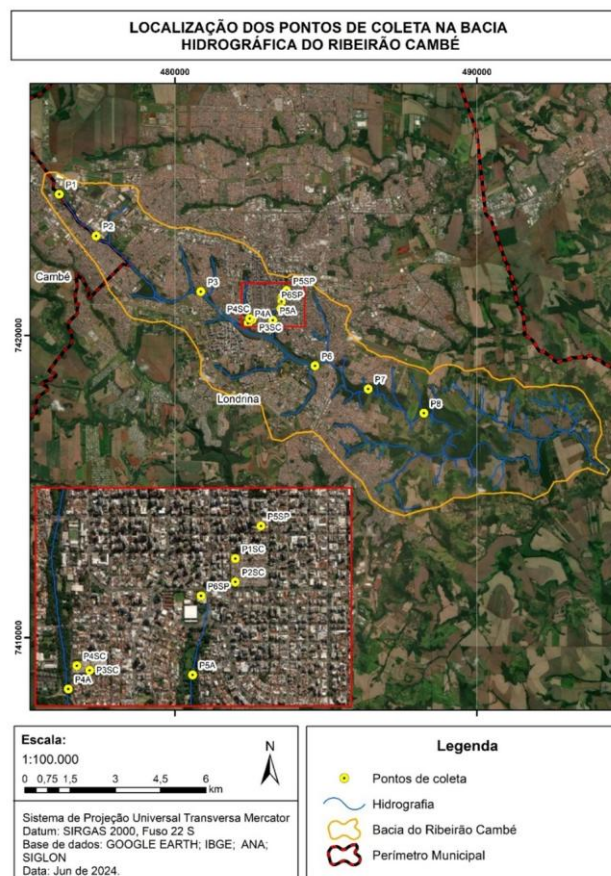 LOCALIZAÇÃO DOS PONTOS DE COLETA NA BACIA
HIDROGRÁFICA DO RIBEIRÃO CAMBÉ
480000
490000
P1
P2
Cambé
P3
P5SP
P6SP
P4SC
P4A
P5A
P3SC
7420000
P6
P7
Londrina
P8
P5SP
P1SC
P2SC
P6SP
7410000
P4SC
P3SC
P5A
P4A
Escala:
1:100.000
0 0,75 1,5 3 4,5 6
km
N
Sistema de Projeção Universal Transversa Mercator
Datum: SIRGAS 2000, Fuso 22 S
Base de dados: GOOGLE EARTH; IBGE; ANA;
SIGLON
Data: Jun de 2024.
Legenda
Pontos de coleta
Hidrografia
Bacia do Ribeirão Cambé
Perímetro Municipal